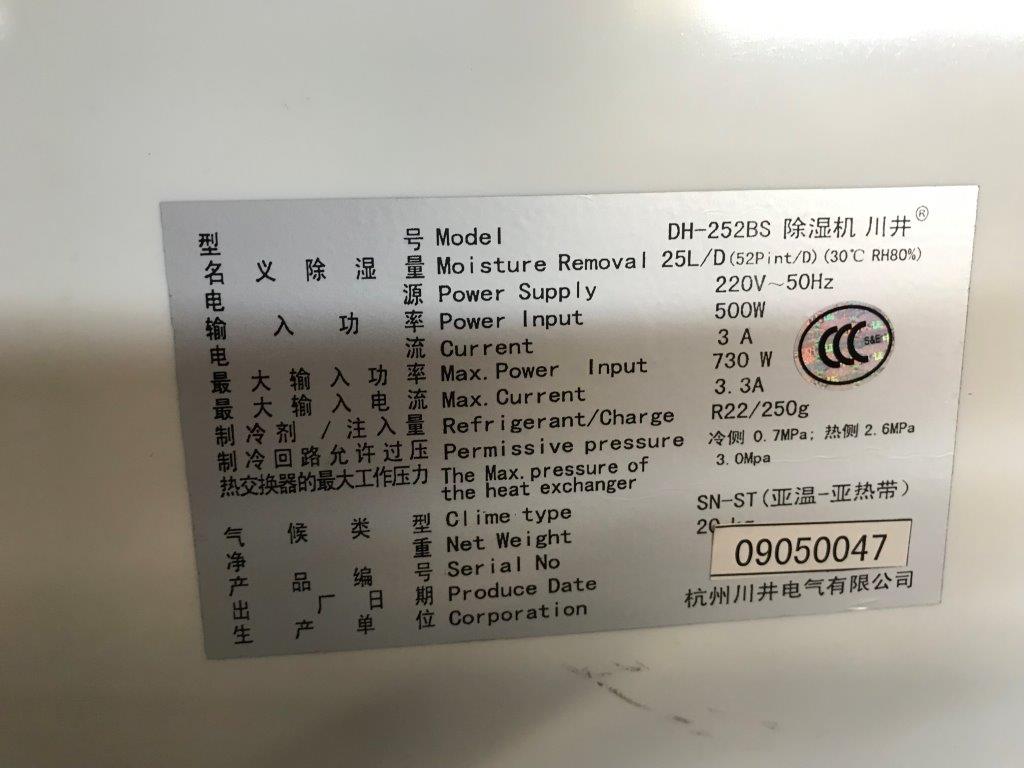 型号 Model DH-252BS 除湿机 川井®
名义除湿量 Moisture Removal 25L/D (52Pint/D) (30℃ RH80%)
电源 Power Supply 220V~50Hz
输入功率 Power Input 500W
电流 Current 3 A
最大输入功率 Max. Power Input 730 W
最大输入电流 Max. Current 3.3A
制冷剂/注入量 Refrigerant/Charge R22/250g
制冷回路允许过压 Permissive pressure 冷侧 0.7MPa; 热侧 2.6MPa
热交换器的最大工作压力 The Max. pressure of the heat exchanger 3.0Mpa
气候类型 Clime type SN-ST(亚温-亚热带)
净重 Net Weight
产品编号 Serial No 09050047
出厂日期 Produce Date
生产单位 Corporation 杭州川井电气有限公司
CCC
S&E